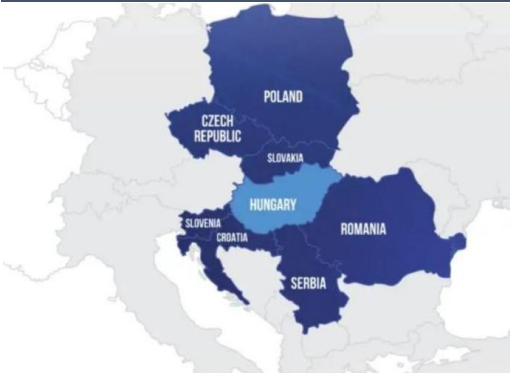 POLAND
CZECH
REPUBLIC
SLOVAKIA
HUNGARY
SLOVENIA
CROATIA
ROMANIA
SERBIA